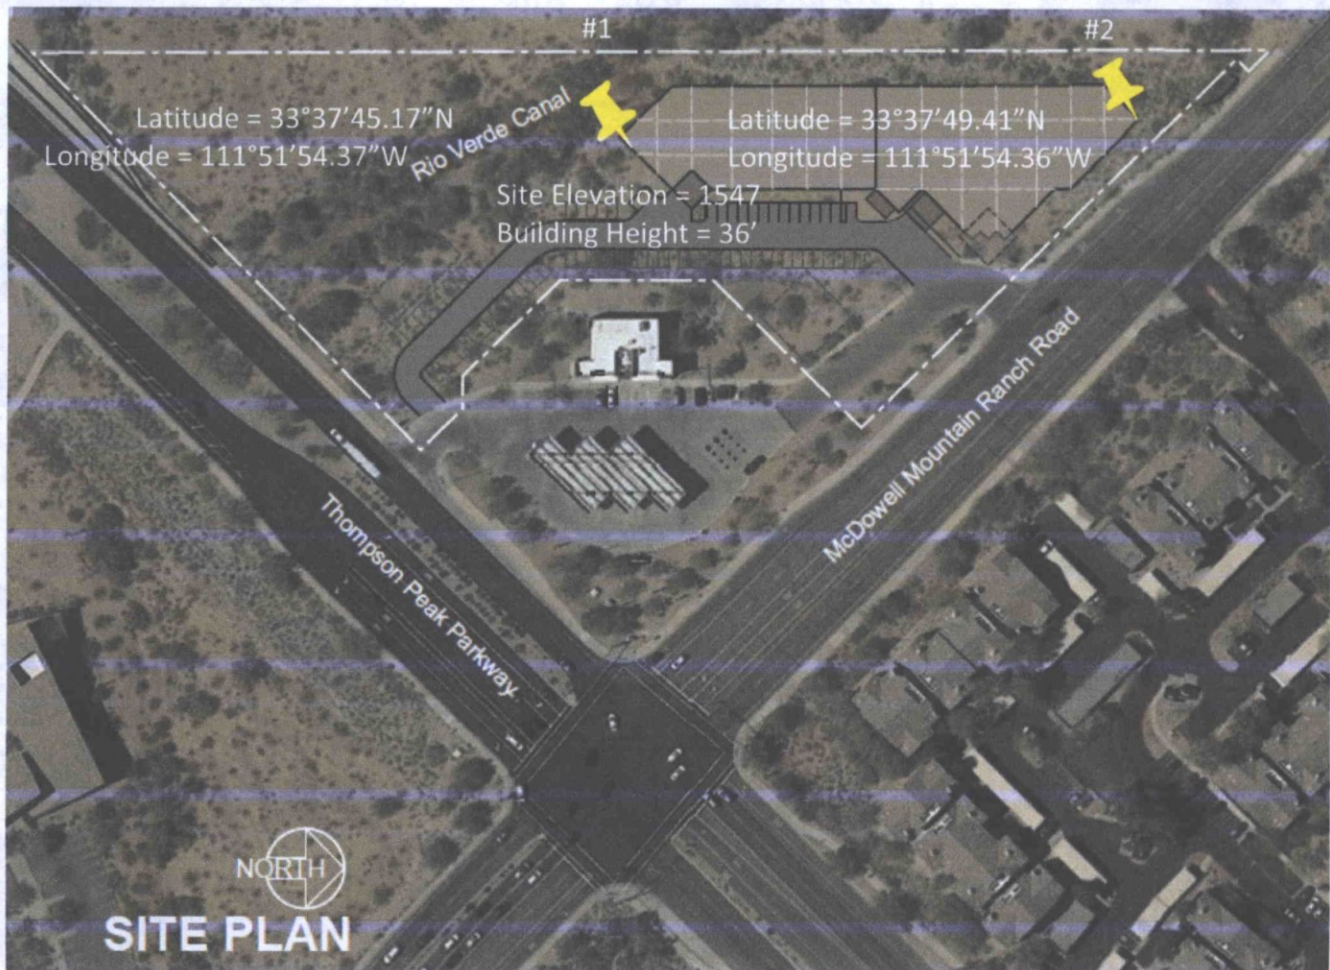 #1
#2
Latitude = 33°37'45.17"N
Longitude = 111°51'54.37"W
Rio Verde Canal
Latitude = 33°37'49.41"N
Longitude = 111°51'54.36"W
Site Elevation = 1547
Building Height = 36'
McDowell Mountain Ranch Road
Thompson Peak Parkway
NORTH
SITE PLAN